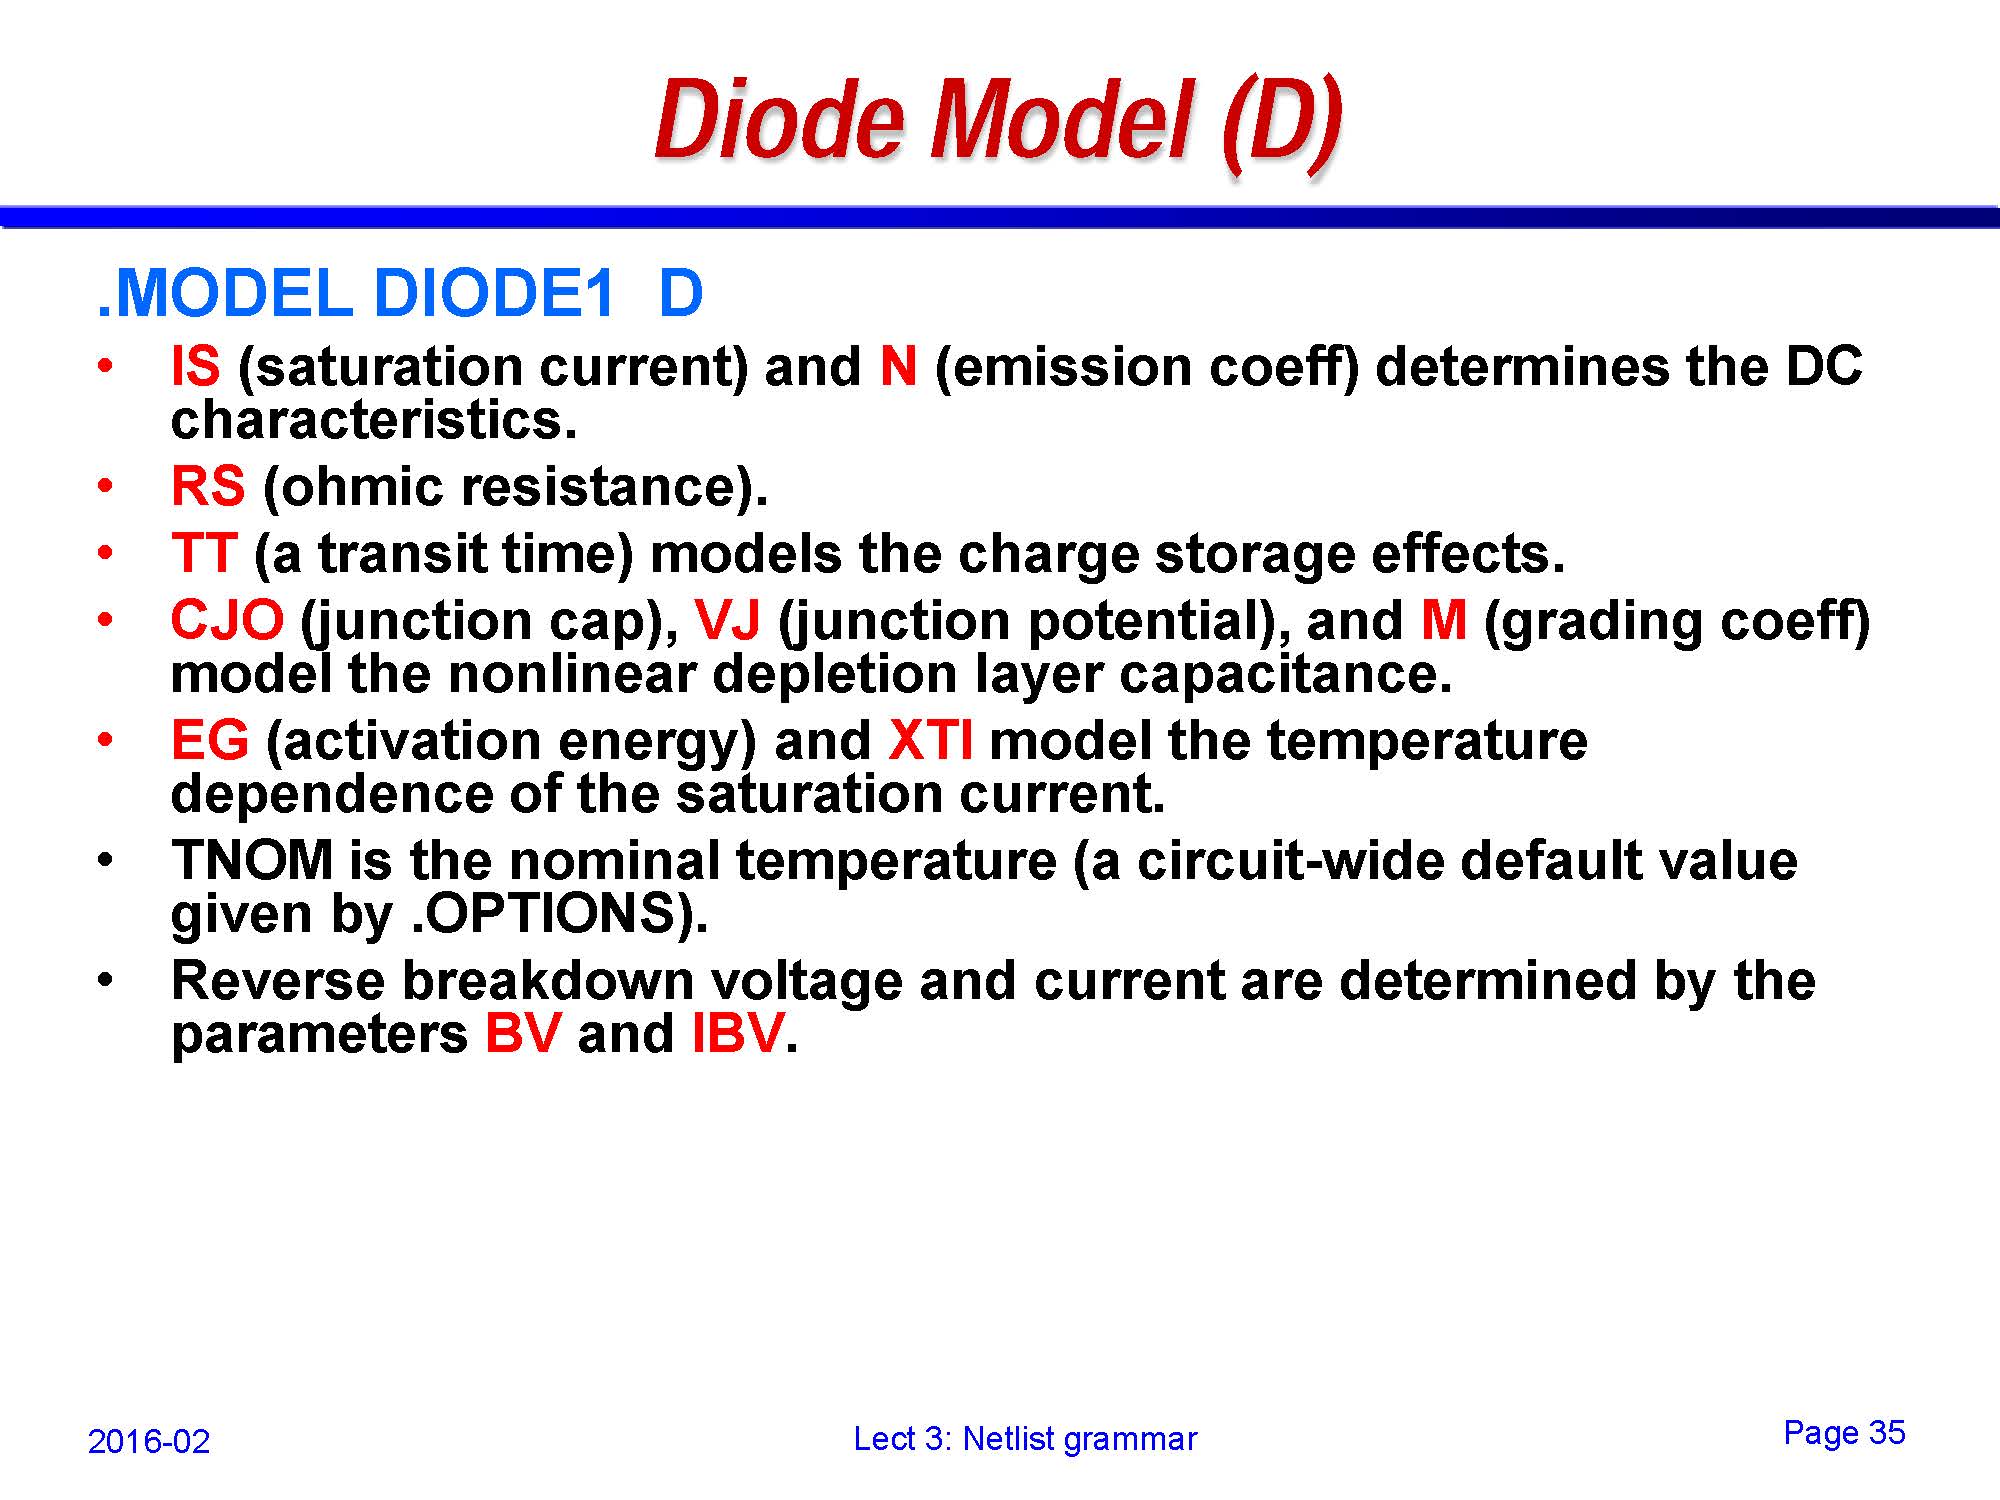 Diode Model (D)
.MODEL DIODE1 D
• IS (saturation current) and N (emission coeff) determines the DC
characteristics.
• RS (ohmic resistance).
• TT (a transit time) models the charge storage effects.
• CJO (junction cap), VJ (junction potential), and M (grading coeff)
model the nonlinear depletion layer capacitance.
• EG (activation energy) and XTI model the temperature
dependence of the saturation current.
• TNOM is the nominal temperature (a circuit-wide default value
given by .OPTIONS).
• Reverse breakdown voltage and current are determined by the
parameters BV and IBV.
2016-02
Lect 3: Netlist grammar
Page 35